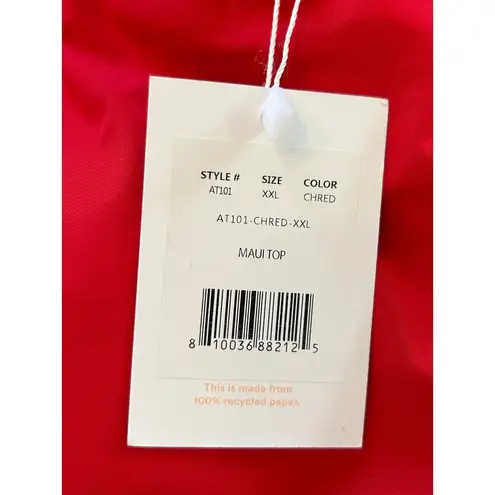 STYLE # SIZE COLOR
AT101 XXL CHRED
AT101-CHRED-XXL
MAUI TOP
8 10036 88212 5
This is made from
100% recycled paper.